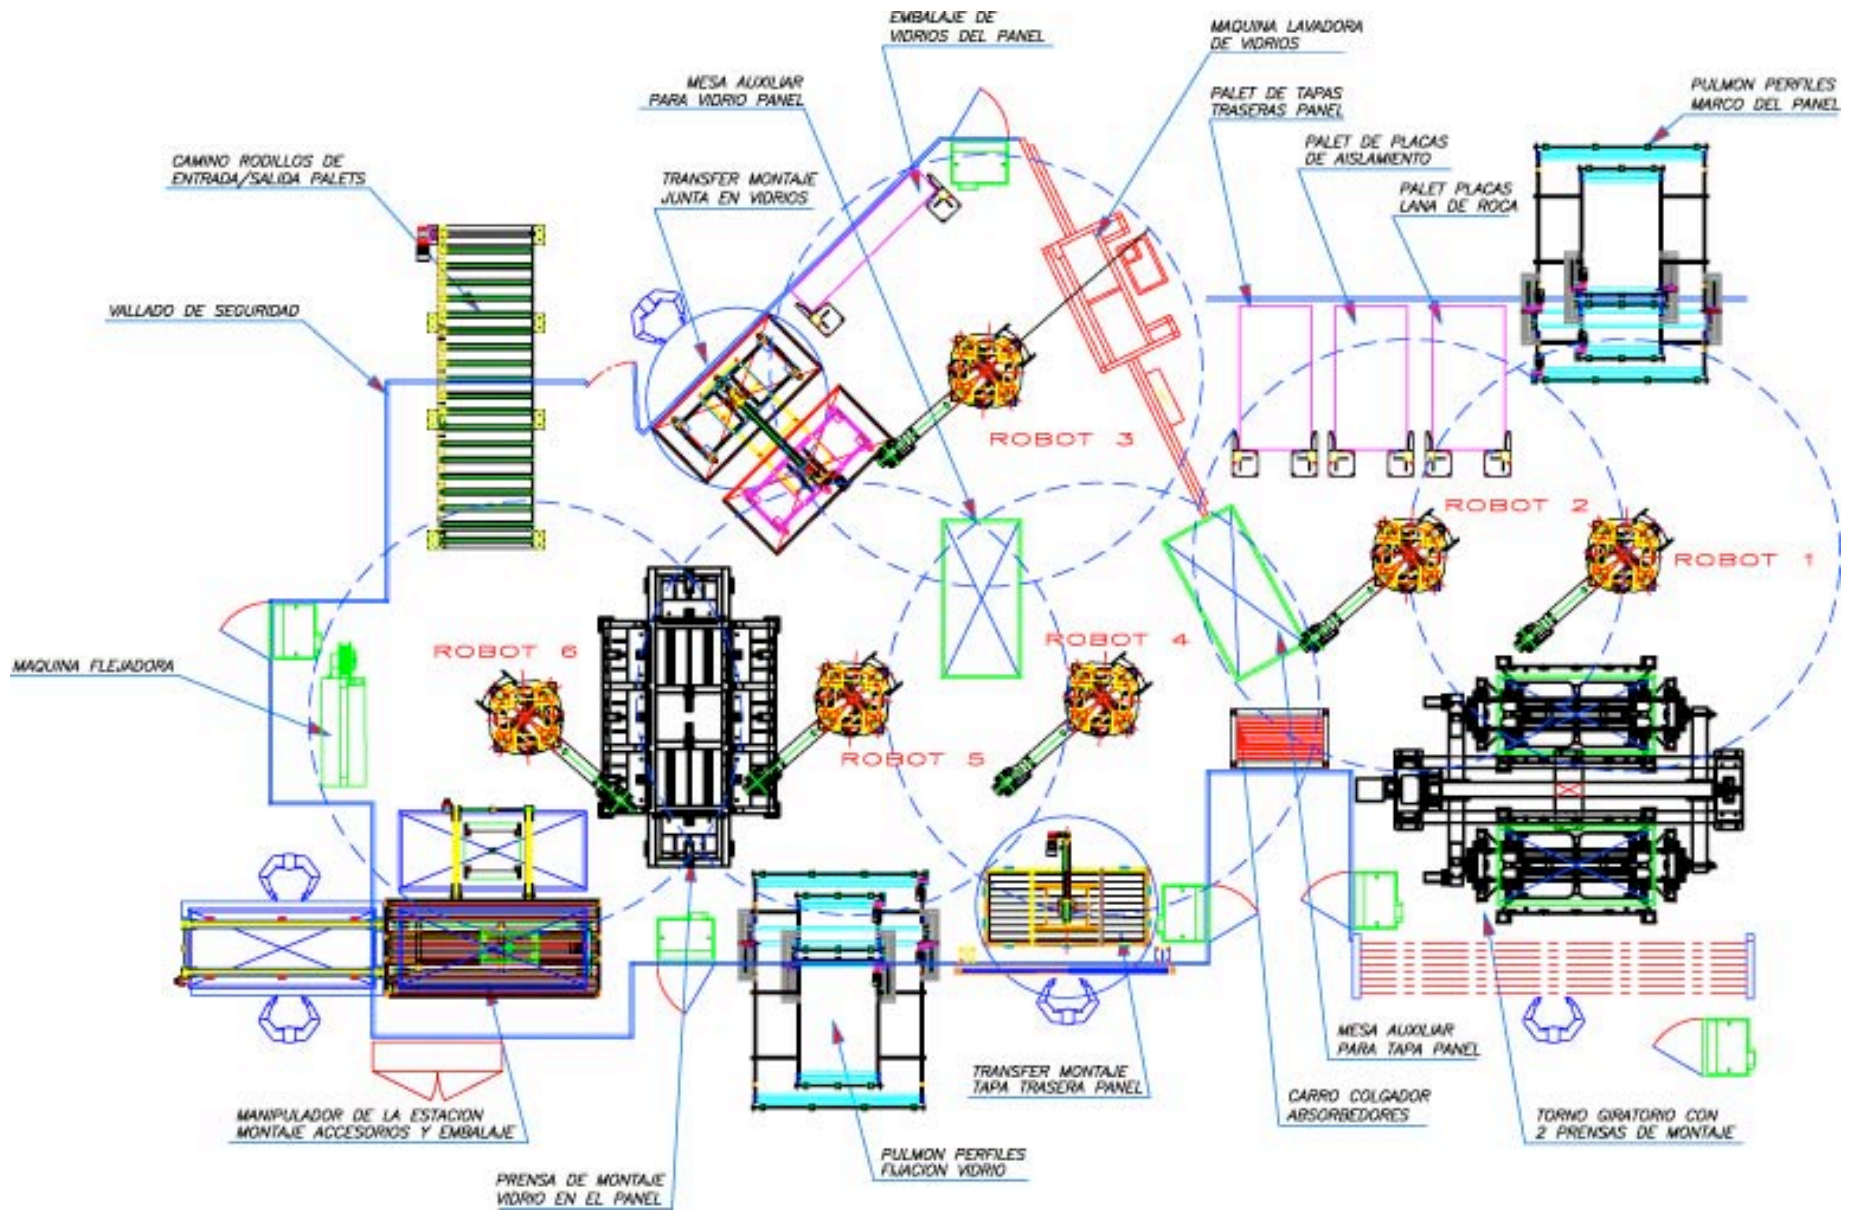 EMBALAJE DE
VIDRIOS DEL PANEL
MAQUINA LAVADORA
DE VIDRIOS
MESA AUXILIAR
PARA VIDRIO PANEL
PALET DE TAPAS
TRASERAS PANEL
PULMON PERFILES
MARCO DEL PANEL
PALET DE PLACAS
DE AISLAMIENTO
CAMINO RODILLOS DE
ENTRADA/SALIDA PALETS
TRANSFER MONTAJE
JUNTA EN VIDRIOS
PALET PLACAS
LANA DE ROCA
VALLADO DE SEGURIDAD
ROBOT 3
ROBOT 2
ROBOT 1
ROBOT 6
ROBOT 4
MAQUINA FLEJADORA
ROBOT 5
MESA AUXILIAR
PARA TAPA PANEL
TRANSFER MONTAJE
TAPA TRASERA PANEL
CARRO COLGADOR
ABSORBEDORES
MANIPULADOR DE LA ESTACION
MONTAJE ACCESORIOS Y EMBALAJE
TORNO GIRATORIO CON
2 PRENSAS DE MONTAJE
PULMON PERFILES
FIJACION VIDRIO
PRENSA DE MONTAJE
VIDRIO EN EL PANEL